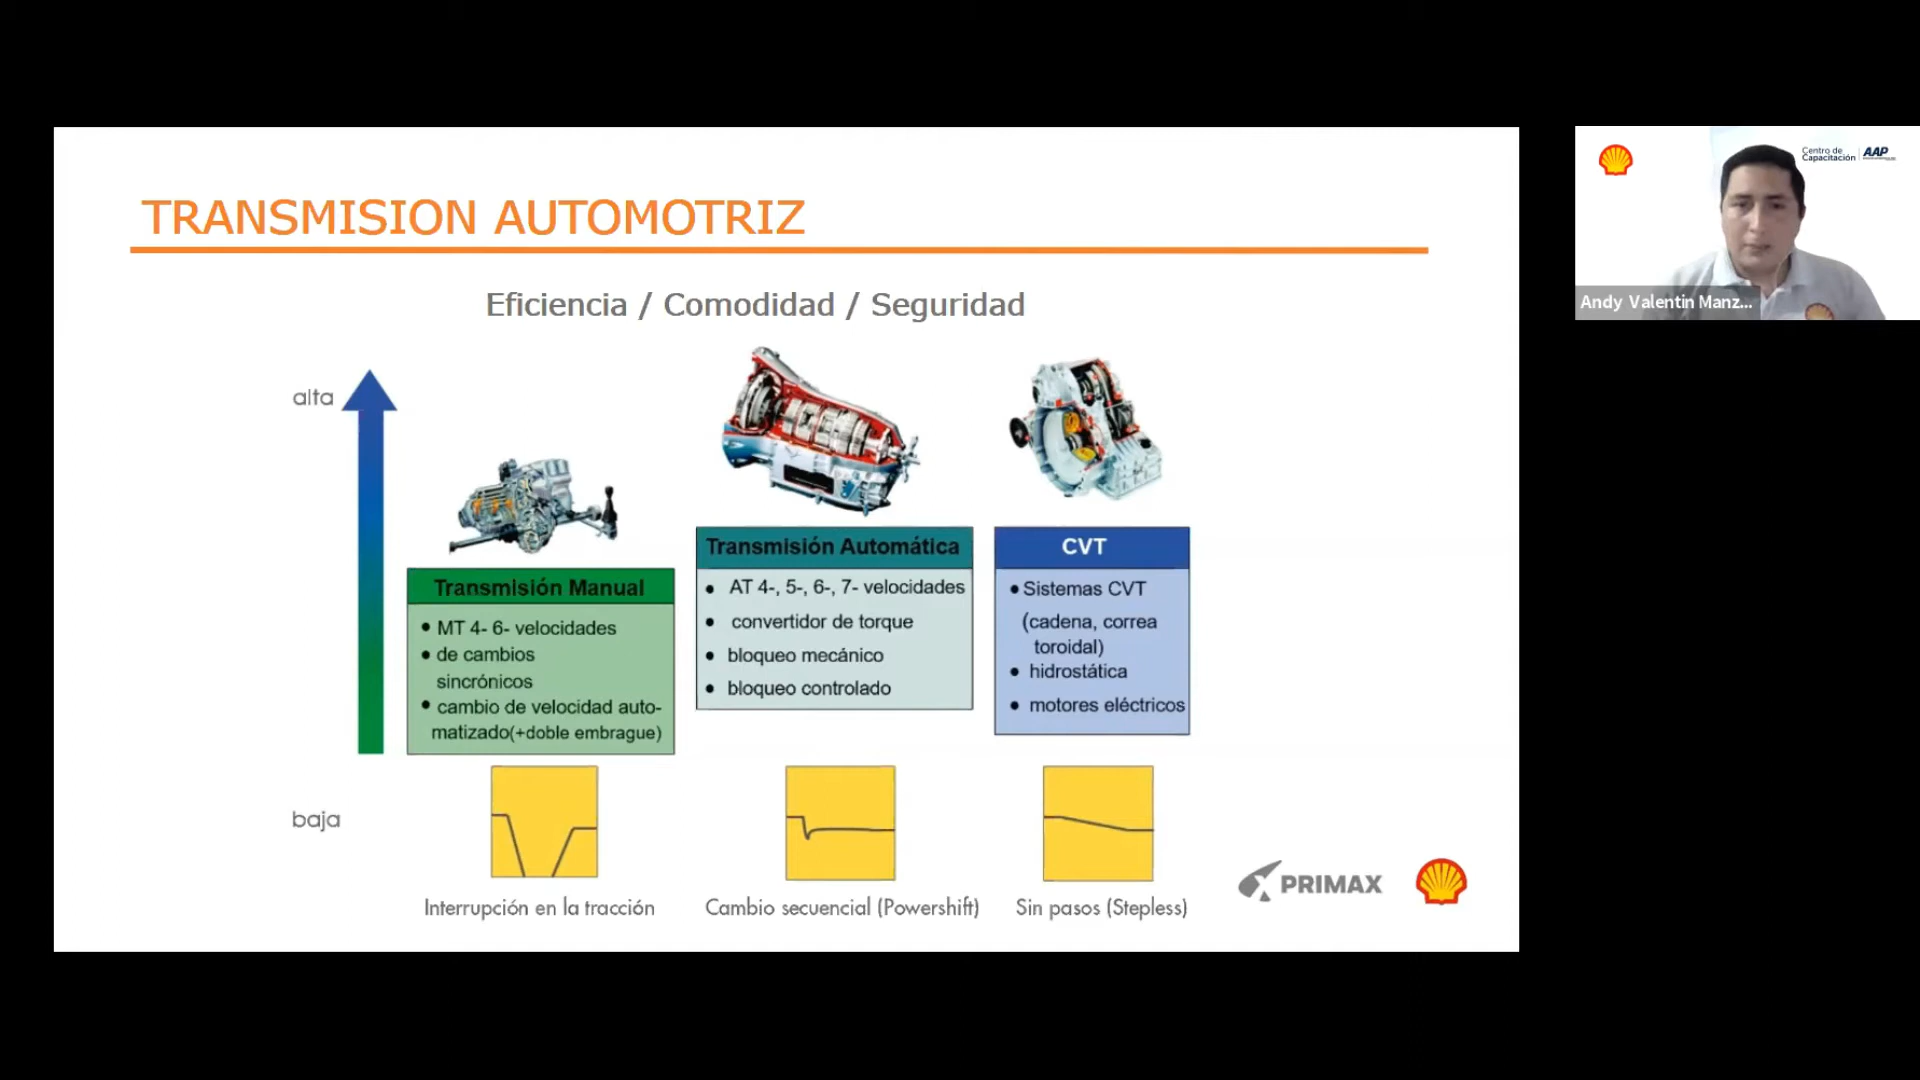 TRANSMISION AUTOMOTRIZ
Eficiencia / Comodidad / Seguridad
alta
baja
Transmisión Manual
• MT 4- 6- velocidades
• de cambios
sincrónicos
• cambio de velocidad auto-
matizado(+doble embrague)
Interrupción en la tracción
Transmisión Automática
• AT 4-, 5-, 6-, 7- velocidades
• convertidor de torque
• bloqueo mecánico
• bloqueo controlado
Cambio secuencial (Powershift)
CVT
• Sistemas CVT
(cadena, correa
toroidal)
• hidrostática
• motores eléctricos
Sin pasos (Stepless)
PRIMAX
Centro de
Capacitación
AAP
Andy Valentin Manz...